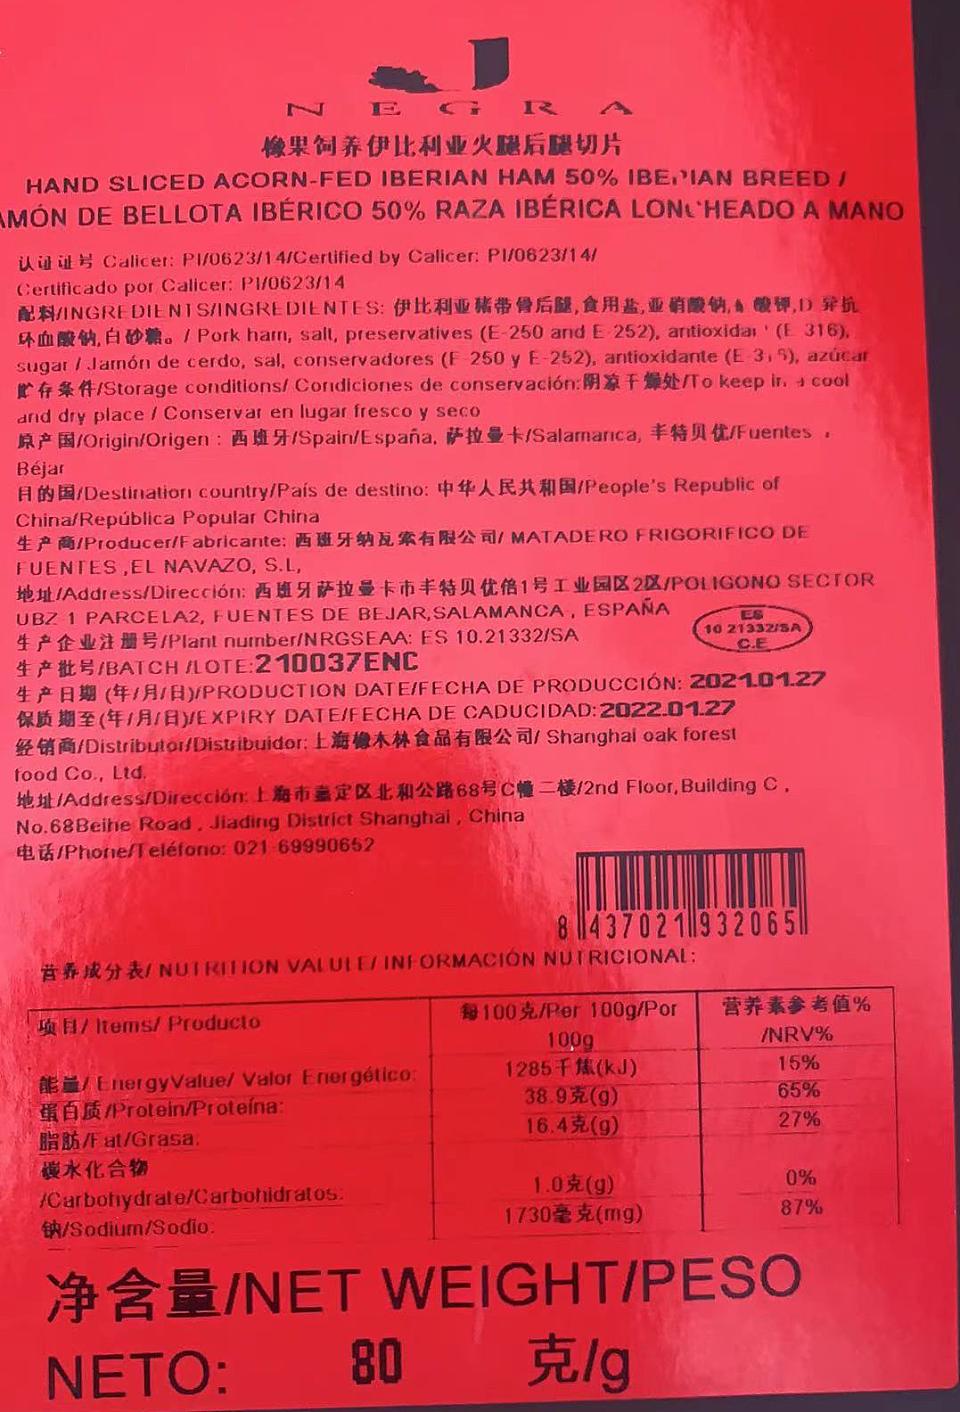 J
NEGRA
橡果饲养伊比利亚火腿后腿切片
HAND SLICED ACORN-FED IBERIAN HAM 50% IBERIAN BREED /
AMÓN DE BELLOTA IBÉRICO 50% RAZA IBÉRICA LONCHEADO A MANO
认证证号 Calicer: PI/0623/14/Certified by Calicer: PI/0623/14/
Certificado por Calicer: PI/0623/14
配料/INGREDIENTS/INGREDIENTES: 伊比利亚猪带骨后腿,食用盐,亚硝酸钠, 酸钾,D 异抗
坏血酸钠,白砂糖。/ Pork ham, salt, preservatives (E-250 and E-252), (E 316),
sugar / Jamón de cerdo, sal, conservadores (E-250 y E-252), antioxidante azúcar
贮存条件/Storage conditions/ Condiciones de conservación:阴凉干燥处/To keep in a cool
and dry place / Conservar en lugar fresco y seco
原产国/Origin/Origen : 西班牙/Spain/España, 萨拉曼卡/Salamanca, 丰特贝优/Fuentes
Béjar
目的国/Destination country/País de destino: 中华人民共和国/People's Republic of
China/República Popular China
生产商/Producer/Fabricante: 西班牙纳瓦索有限公司/ MATADERO FRIGORIFICO DE
FUENTES ,EL NAVAZO, S.L,
地址/Address/Dirección: 西班牙萨拉曼卡市丰特贝优倍1号工业园区2区/POLIGONO SECTOR
UBZ 1 PARCELA2, FUENTES DE BEJAR,SALAMANCA , ESPAÑA
ES
10 21332/SA
C.E
生产企业注册号/Plant number/NRGSEAA: ES 10.21332/SA
生产批号/BATCH /LOTE:210037ENC
生产日期 (年/月/日)/PRODUCTION DATE/FECHA DE PRODUCCIÓN: 2021.01.27
保质期至(年/月/日)/EXPIRY DATE/FECHA DE CADUCIDAD:2022.01.27
经销商/Distributor/Distribuidor:上海橡木林食品有限公司/ Shanghai oak forest
food Co., Ltd.
地址/Address/Dirección:上海市嘉定区北和公路68号C幢二楼/2nd Floor,Building C ,
No.68Beihe Road , Jiading District Shanghai , China
电话/Phone/Teléfono: 021 69990652
8 437021 932065
营养成分表/ NUTRITION VALULE/ INFORMACIÓN NUTRICIONAL:
项目/ Items/ Producto
每100克/Per 100g/Por
100g
营养素参考值%
/NRV%
能量/ EnergyValue/ Valor Energético: 1285千焦(kJ) 15%
蛋白质/Protein/Proteína: 38.9克(g) 65%
脂肪/Fat/Grasa: 16.4克(g) 27%
碳水化合物
/Carbohydrate/Carbohidratos: 1.0克(g) 0%
钠/Sodium/Sodio: 1730毫克(mg) 87%
净含量/NET WEIGHT/PESO
NETO: 80 克/g